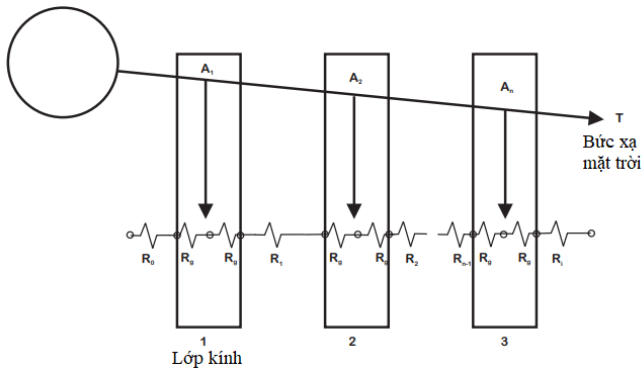 A₁
A₂
Aₙ
T
Bức xạ
mặt trời
R₀ R_g R_g R₁ R_g R_g R₂ Rₙ₋₁ R_g R_g Rᵢ
1 2 3
Lớp kính